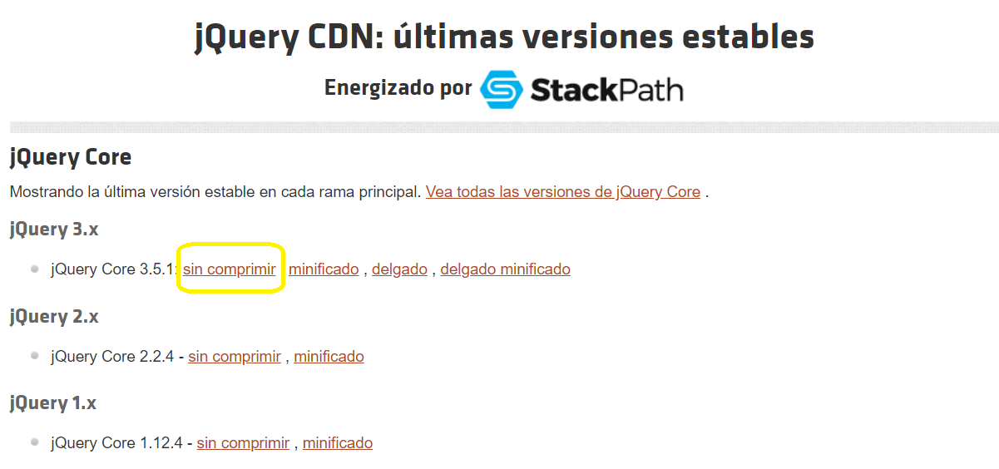 jQuery CDN: últimas versiones estables
Energizado por StackPath
jQuery Core
Mostrando la última versión estable en cada rama principal. Vea todas las versiones de jQuery Core .
jQuery 3.x
jQuery Core 3.5.1: sin comprimir , minificado , delgado , delgado minificado
jQuery 2.x
jQuery Core 2.2.4 - sin comprimir , minificado
jQuery 1.x
jQuery Core 1.12.4 - sin comprimir , minificado